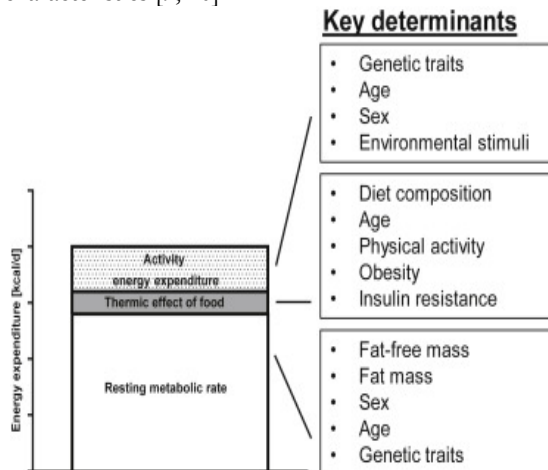 Key determinants
• Genetic traits
• Age
• Sex
• Environmental stimuli
• Diet composition
• Age
• Physical activity
• Obesity
• Insulin resistance
• Fat-free mass
• Fat mass
• Sex
• Age
• Genetic traits
Energy expenditure [kcal/d]
Activity
energy expenditure
Thermic effect of food
Resting metabolic rate